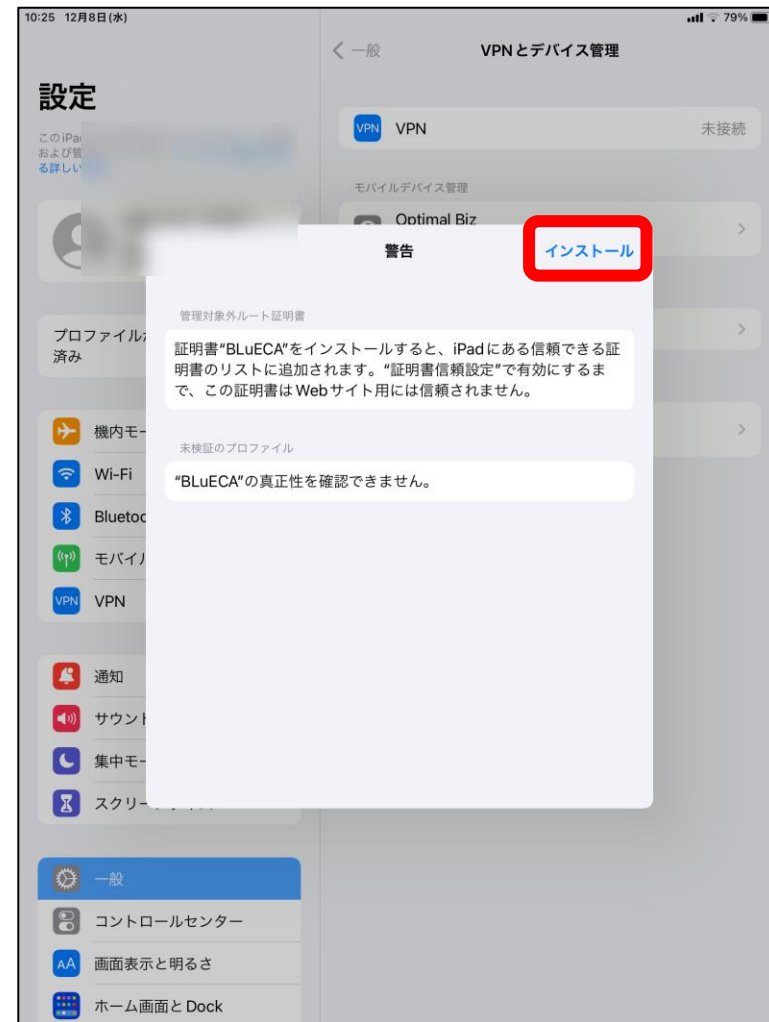 10:25 12月8日(水)
79%
設定
このiPa
および管
る詳しい
プロファイルが
済み
機内モー
Wi-Fi
Bluetoo
モバイル
VPN
通知
サウンド
集中モー
スクリー
一般
コントロールセンター
画面表示と明るさ
AA
ホーム画面とDock
一般
VPNとデバイス管理
VPN
VPN
未接続
モバイルデバイス管理
Optimal Biz
警告
インストール
管理対象外ルート証明書
証明書“BLuECA”をインストールすると、iPadにある信頼できる証
明書のリストに追加されます。“証明書信頼設定”で有効にするま
で、この証明書はWebサイト用には信頼されません。
未検証のプロファイル
“BLuECA”の真正性を確認できません。